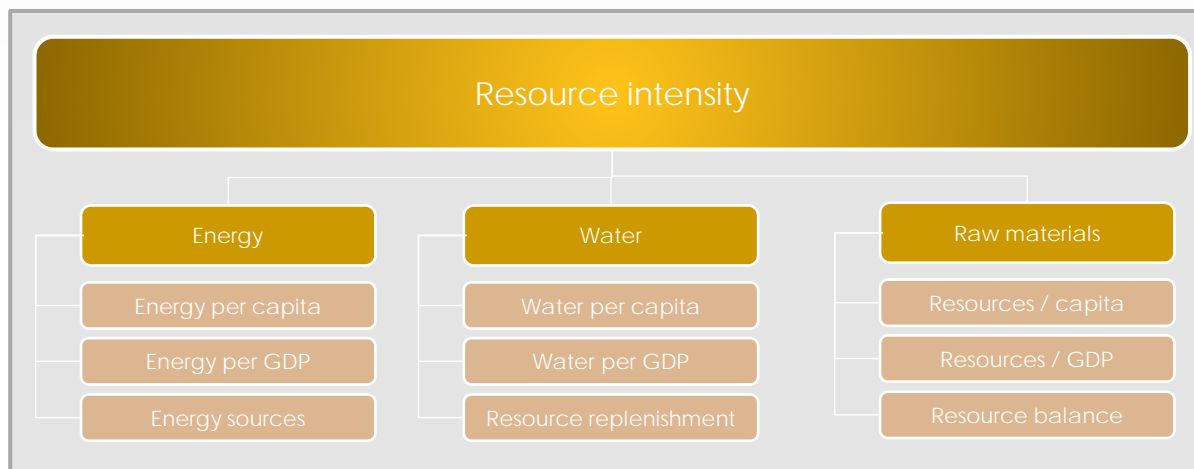 Resource intensity
Energy
Energy per capita
Energy per GDP
Energy sources
Water
Water per capita
Water per GDP
Resource replenishment
Raw materials
Resources / capita
Resources / GDP
Resource balance